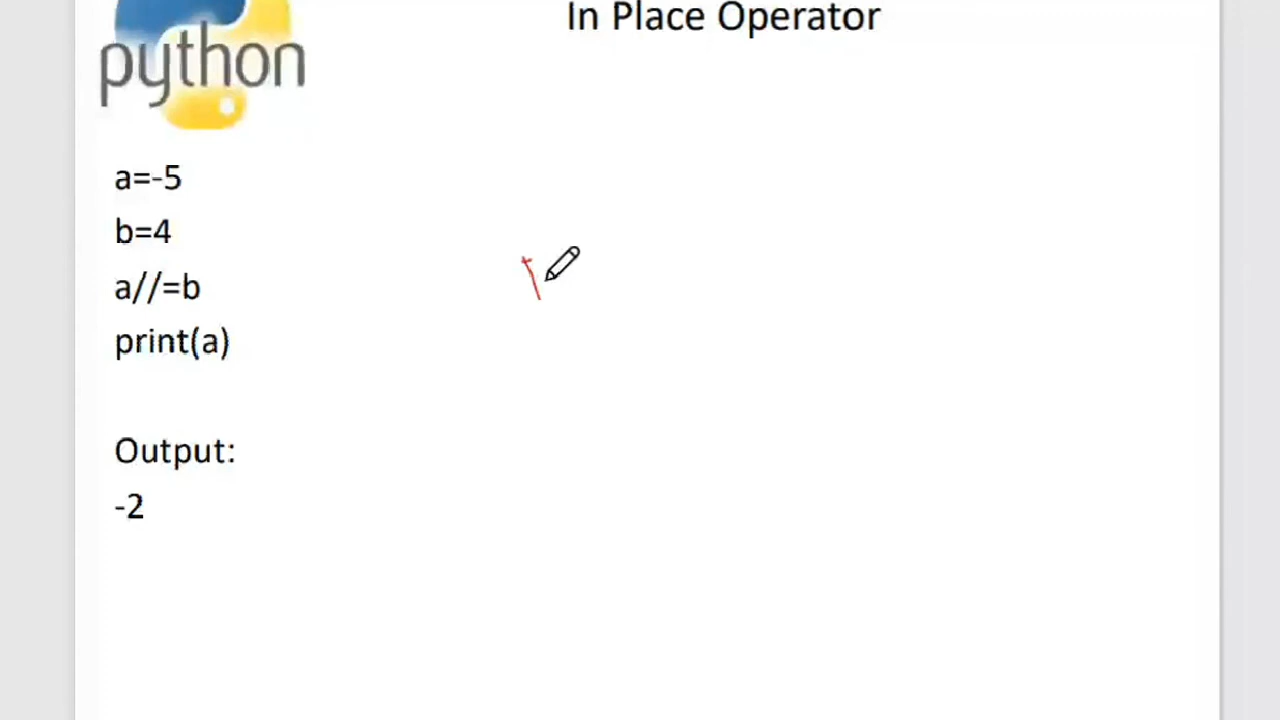 In Place Operator
python
a=-5
b=4
a//=b
print(a)
Output:
-2